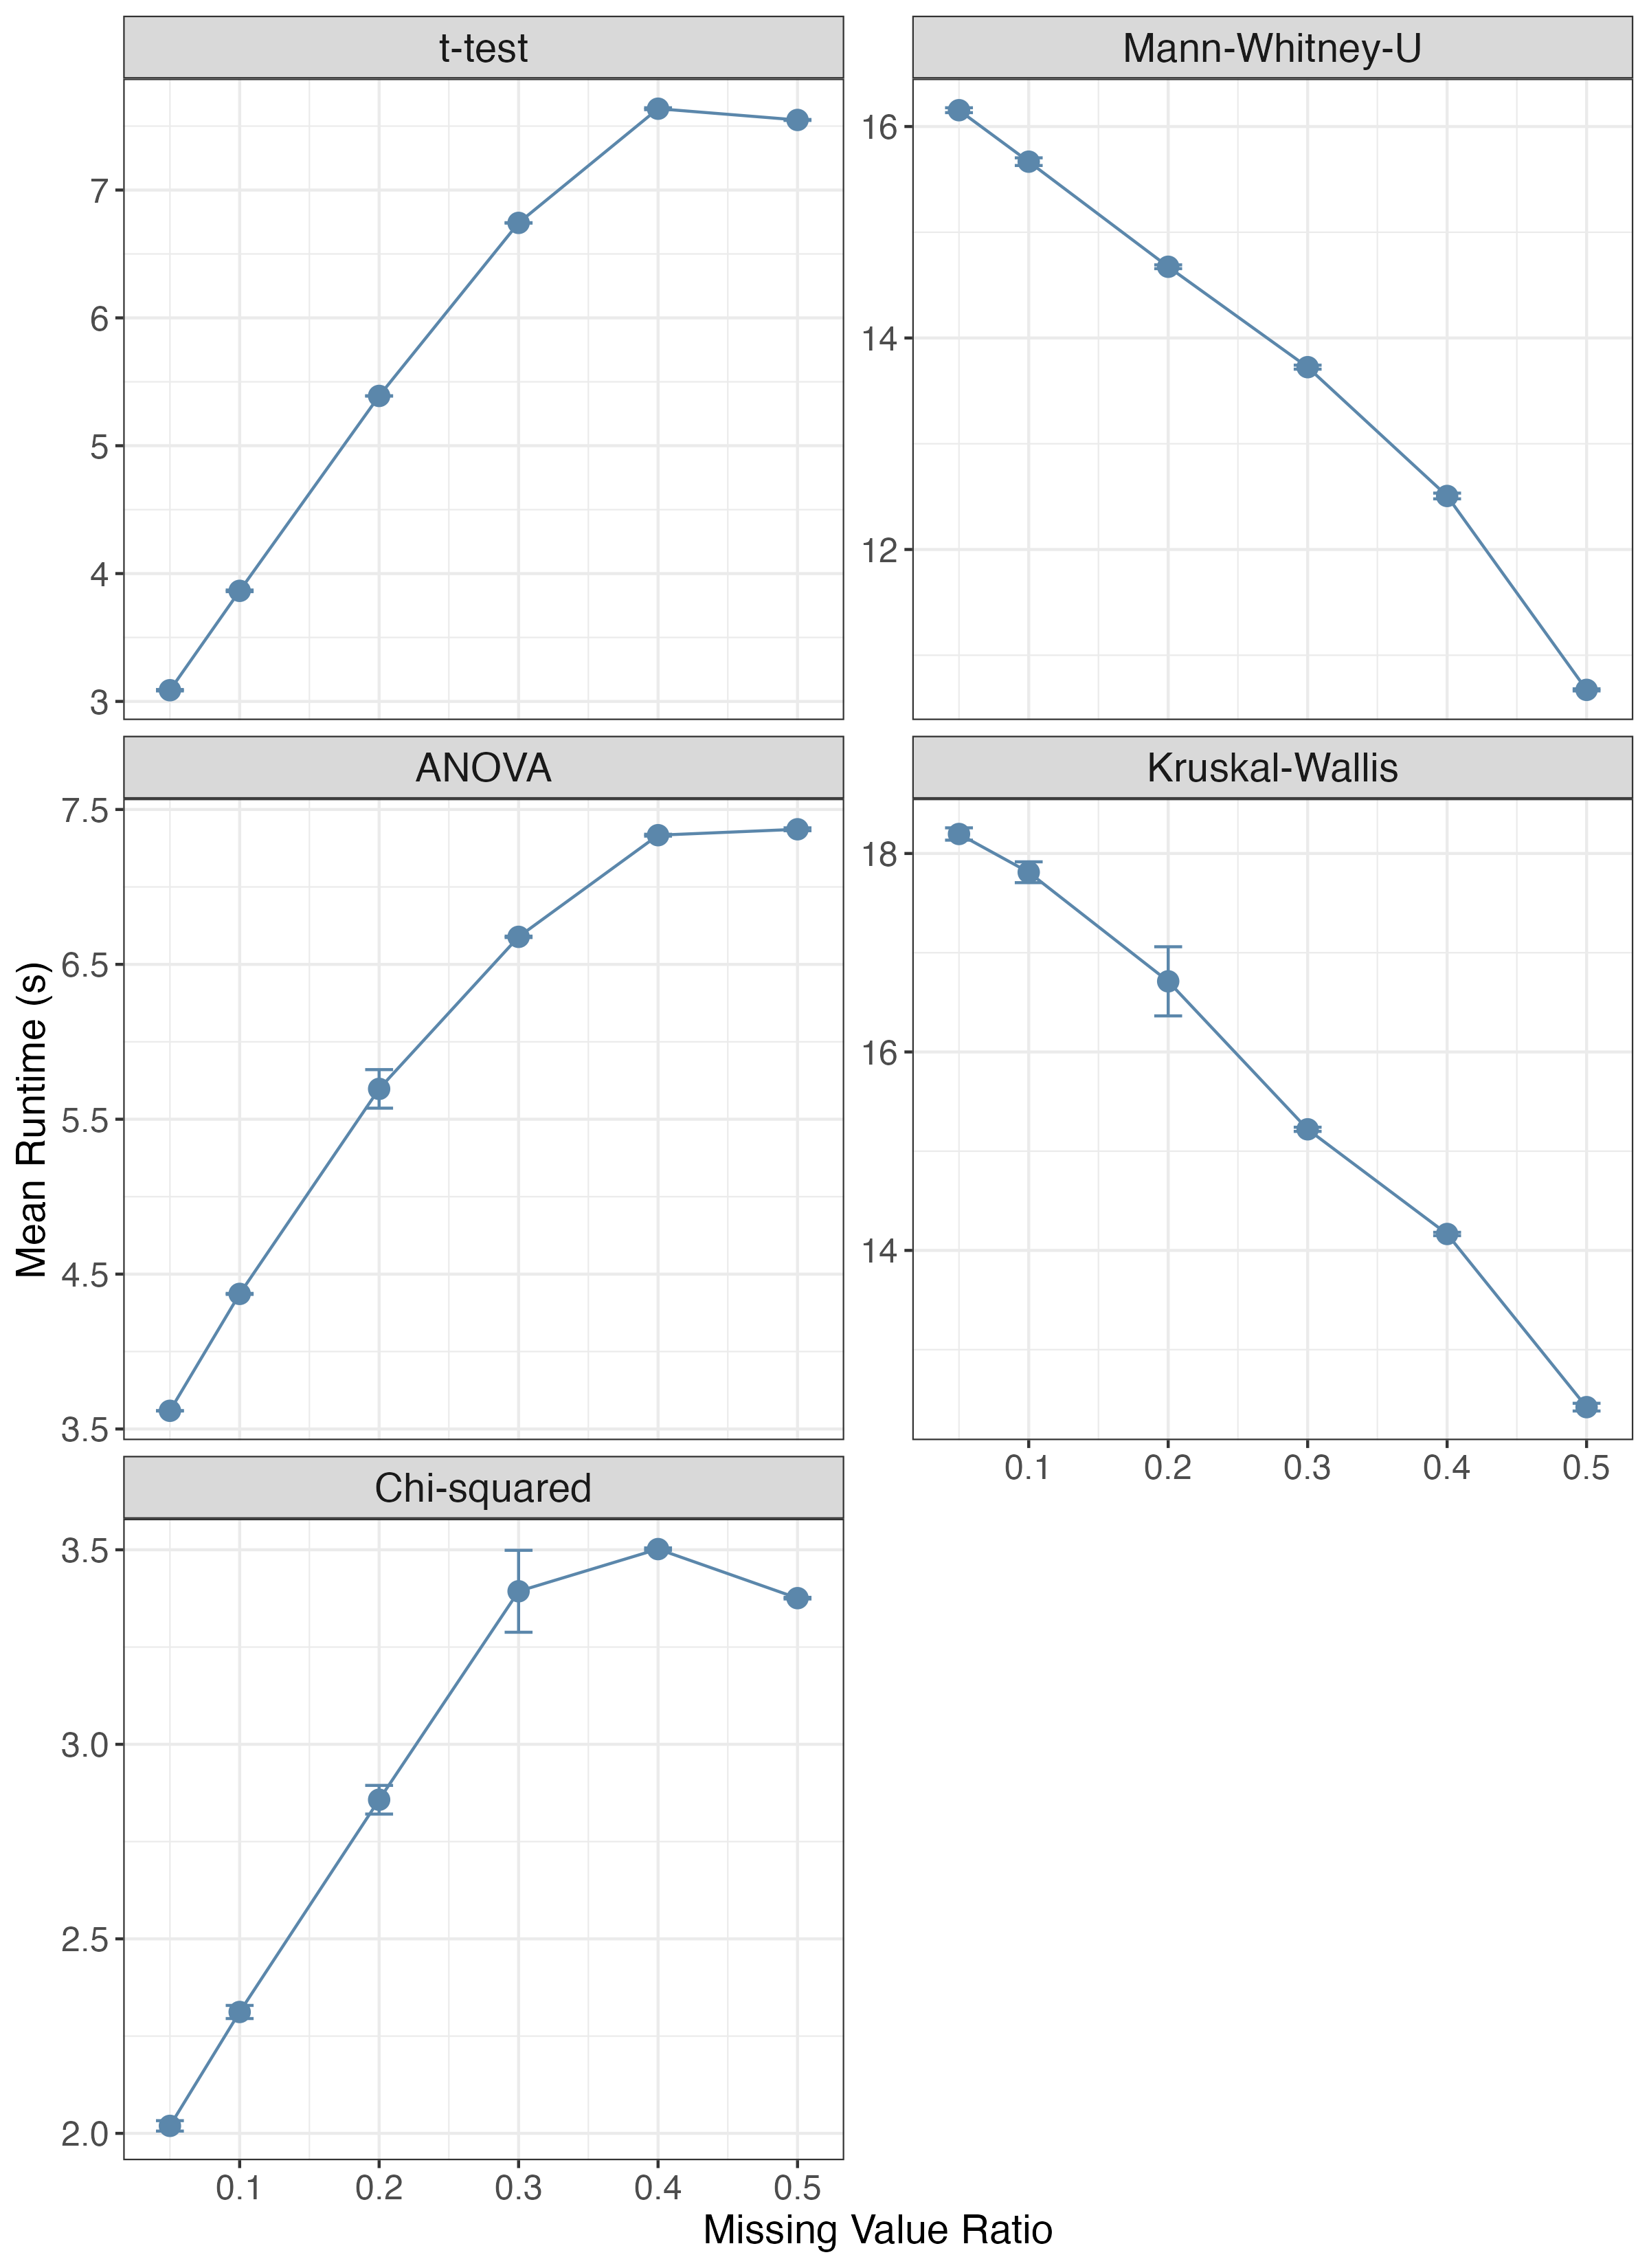 t-test
Mann-Whitney-U
7
6
5
4
3
16
14
12
ANOVA
Kruskal-Wallis
7.5
6.5
5.5
4.5
3.5
18
16
14
0.1 0.2 0.3 0.4 0.5
Chi-squared
3.5
3.0
2.5
2.0
0.1 0.2 0.3 0.4 0.5
Mean Runtime (s)
Missing Value Ratio